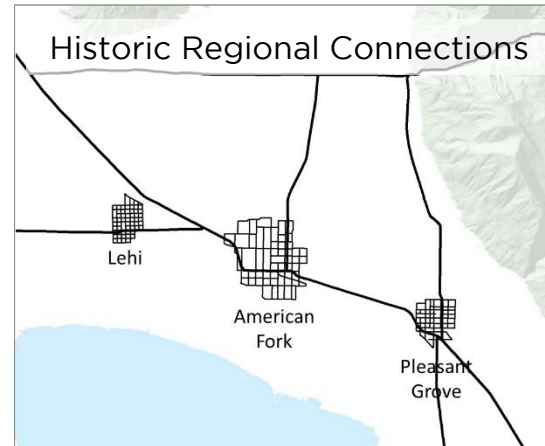 Historic Regional Connections
Lehi
American
Fork
Pleasant
Grove